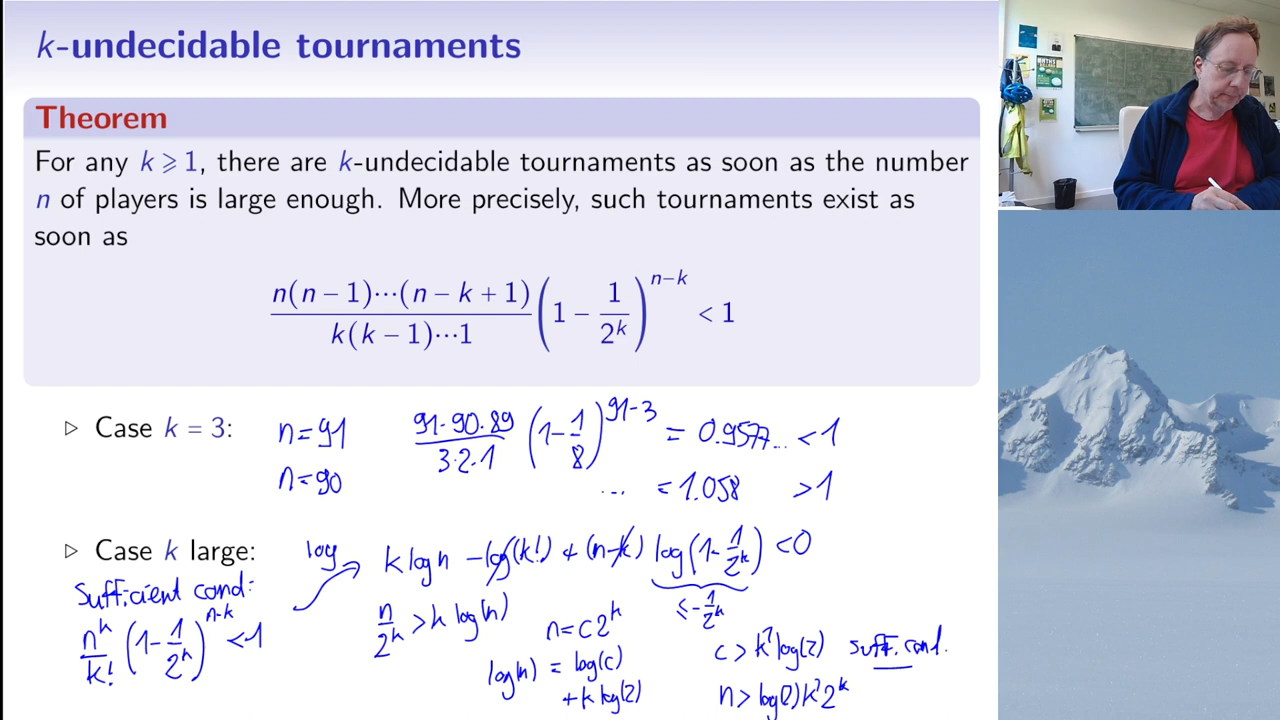 k-undecidable tournaments
Theorem
For any k ⩾ 1, there are k-undecidable tournaments as soon as the number
n of players is large enough. More precisely, such tournaments exist as
soon as
n(n − 1)⋯(n − k + 1) / k(k − 1)⋯1 (1 − 1/2^k)^(n−k) < 1
▷ Case k = 3: n=91 91·90·89 / 3·2·1 (1−1/8)^(91−3) = 0.9577... <1
n=90 ... = 1.058 >1
▷ Case k large: log k log n − log(k!) + (n−k) log(1−1/2^k) <0
Sufficient cond:
n^k/k! (1−1/2^k)^(n−k) <1
n/2^k > k log(n)
≤ −1/2^k
n=c2^k
log(n) = log(c)
+ k log(2)
c > k² log(2) suff. cond.
n > log(2) k² 2^k